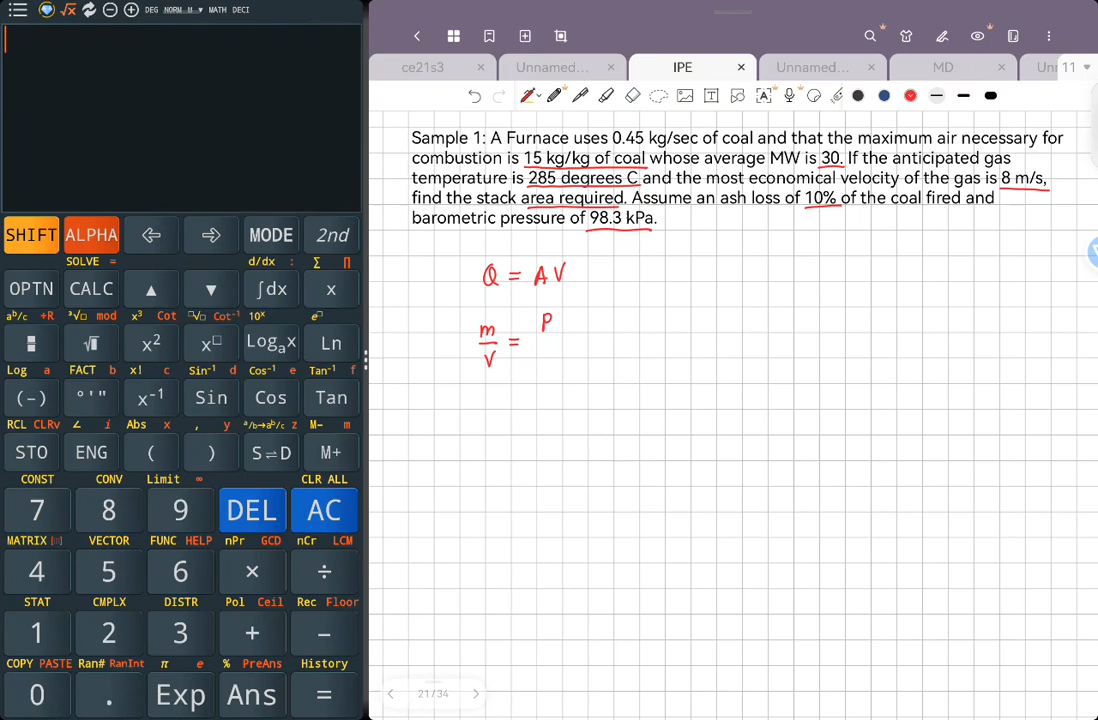 DEG NORM M ▼ MATH DECI
SHIFT ALPHA MODE 2nd
SOLVE = d/dx : ∑ ∏
OPTN CALC ▲ ▼ ∫dx x
aᵇ/c ÷R ³√□ mod x³ Cot □√□ Cot⁻¹ 10ˣ e□
√□ x² x□ Logₐx Ln
Log a FACT b x! c Sin⁻¹ d Cos⁻¹ e Tan⁻¹ f
(−) °'" x⁻¹ Sin Cos Tan
RCL CLRv ∠ i Abs x , y ᵃ/b→aᵇ/c z M− m
STO ENG ( ) S⇌D M+
CONST CONV Limit ∞ CLR ALL
7 8 9 DEL AC
MATRIX VECTOR FUNC HELP nPr GCD nCr LCM
4 5 6 × ÷
STAT CMPLX DISTR Pol Ceil Rec Floor
1 2 3 + −
COPY PASTE Ran# RanInt π e % PreAns History
0 . Exp Ans =
ce21s3 × Unnamed... × IPE × Unnamed... × MD × Unn 11 ▼
Sample 1: A Furnace uses 0.45 kg/sec of coal and that the maximum air necessary for
combustion is 15 kg/kg of coal whose average MW is 30. If the anticipated gas
temperature is 285 degrees C and the most economical velocity of the gas is 8 m/s,
find the stack area required. Assume an ash loss of 10% of the coal fired and
barometric pressure of 98.3 kPa.
Q = AV
m/V = P
21/34